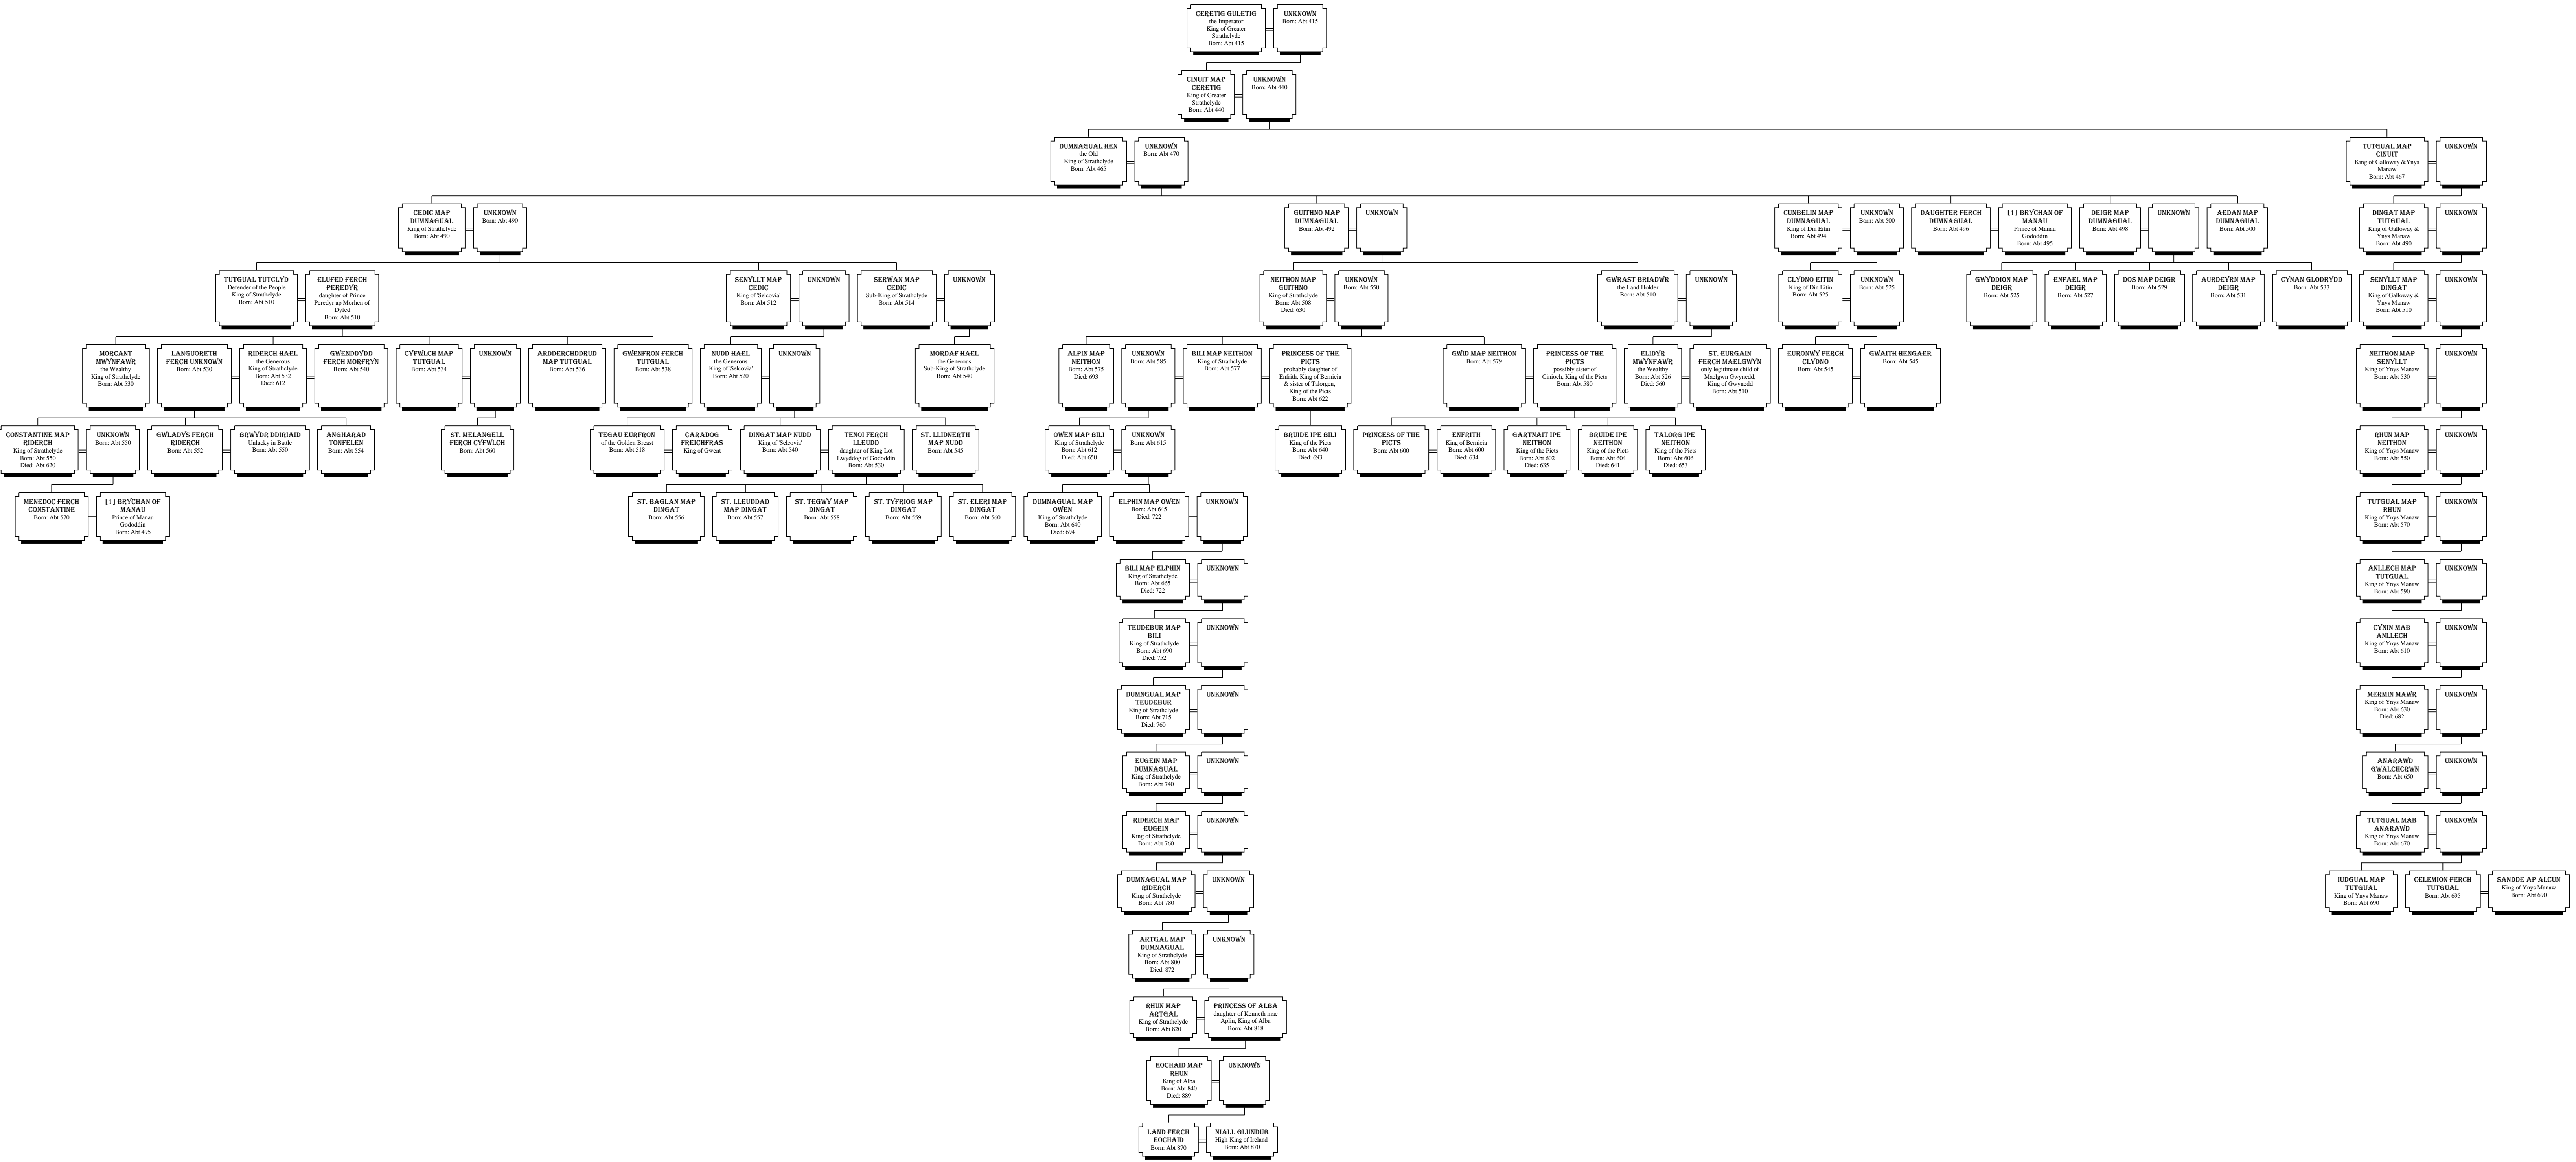 CERETIG GULETIG
the Imperator
King of Greater
Strathclyde
Born: Abt 415
UNKNOWN
Born: Abt 415
CINUIT MAP
CERETIG
King of Greater
Strathclyde
Born: Abt 440
UNKNOWN
Born: Abt 440
DUMNAGUAL HEN
the Old
King of Strathclyde
Born: Abt 465
UNKNOWN
Born: Abt 470
TUTGUAL MAP
CINUIT
King of Galloway &Ynys
Manaw
Born: Abt 467
UNKNOWN
CEDIC MAP
DUMNAGUAL
King of Strathclyde
Born: Abt 490
UNKNOWN
Born: Abt 490
GUITHNO MAP
DUMNAGUAL
Born: Abt 492
UNKNOWN
CUNBELIN MAP
DUMNAGUAL
King of Din Eitin
Born: Abt 494
UNKNOWN
Born: Abt 500
DAUGHTER FERCH
DUMNAGUAL
Born: Abt 496
[1] BRYCHAN OF
MANAU
Prince of Manau
Gododdin
Born: Abt 495
DEIGR MAP
DUMNAGUAL
Born: Abt 498
UNKNOWN
AEDAN MAP
DUMNAGUAL
Born: Abt 500
DINGAT MAP
TUTGUAL
King of Galloway &
Ynys Manaw
Born: Abt 490
UNKNOWN
TUTGUAL TUTCLYD
Defender of the People
King of Strathclyde
Born: Abt 510
ELUFED FERCH
PEREDYR
daughter of Prince
Peredyr ap Morhen of
Dyfed
Born: Abt 510
SENYLLT MAP
CEDIC
King of 'Selcovia'
Born: Abt 512
UNKNOWN
SERWAN MAP
CEDIC
Sub-King of Strathclyde
Born: Abt 514
UNKNOWN
NEITHON MAP
GUITHNO
King of Strathclyde
Born: Abt 508
Died: 630
UNKNOWN
Born: Abt 550
GWRAST BRIADWR
the Land Holder
Born: Abt 510
UNKNOWN
CLYDNO EITIN
King of Din Eitin
Born: Abt 525
UNKNOWN
Born: Abt 525
GWYDDION MAP
DEIGR
Born: Abt 525
ENFAEL MAP
DEIGR
Born: Abt 527
DOS MAP DEIGR
Born: Abt 529
AURDEYRN MAP
DEIGR
Born: Abt 531
CYNAN GLODRYDD
Born: Abt 533
SENYLLT MAP
DINGAT
King of Galloway &
Ynys Manaw
Born: Abt 510
UNKNOWN
MORCANT
MWYNFAWR
the Wealthy
King of Strathclyde
Born: Abt 530
LANGUORETH
FERCH UNKNOWN
Born: Abt 530
RIDERCH HAEL
the Generous
King of Strathclyde
Born: Abt 532
Died: 612
GWENDDYDD
FERCH MORFRYN
Born: Abt 540
CYFWLCH MAP
TUTGUAL
Born: Abt 534
UNKNOWN
ARDDERCHDDRUD
MAP TUTGUAL
Born: Abt 536
GWENFRON FERCH
TUTGUAL
Born: Abt 538
NUDD HAEL
the Generous
King of 'Selcovia'
Born: Abt 520
UNKNOWN
MORDAF HAEL
the Generous
Sub-King of Strathclyde
Born: Abt 540
ALPIN MAP
NEITHON
Born: Abt 575
Died: 693
UNKNOWN
Born: Abt 585
BILI MAP NEITHON
King of Strathclyde
Born: Abt 577
PRINCESS OF THE
PICTS
probably daughter of
Enfrith, King of Bernicia
& sister of Talorgen,
King of the Picts
Born: Abt 622
GWID MAP NEITHON
Born: Abt 579
PRINCESS OF THE
PICTS
possibly sister of
Cinioch, King of the Picts
Born: Abt 580
ELIDYR
MWYNFAWR
the Wealthy
Born: Abt 526
Died: 560
ST. EURGAIN
FERCH MAELGWYN
only legitimate child of
Maelgwn Gwynedd,
King of Gwynedd
Born: Abt 510
EURONWY FERCH
CLYDNO
Born: Abt 545
GWAITH HENGAER
Born: Abt 545
NEITHON MAP
SENYLLT
King of Ynys Manaw
Born: Abt 530
UNKNOWN
CONSTANTINE MAP
RIDERCH
King of Strathclyde
Born: Abt 550
Died: Abt 620
UNKNOWN
Born: Abt 550
GWLADYS FERCH
RIDERCH
Born: Abt 552
BRWYDR DDIRIAID
Unlucky in Battle
Born: Abt 550
ANGHARAD
TONFELEN
Born: Abt 554
ST. MELANGELL
FERCH CYFWLCH
Born: Abt 560
TEGAU EURFRON
of the Golden Breast
Born: Abt 518
CARADOG
FREICHFRAS
King of Gwent
DINGAT MAP NUDD
King of 'Selcovia'
Born: Abt 540
TENOI FERCH
LLEUDD
daughter of King Lot
Lwyddog of Gododdin
Born: Abt 530
ST. LLIDNERTH
MAP NUDD
Born: Abt 545
OWEN MAP BILI
King of Strathclyde
Born: Abt 612
Died: Abt 650
UNKNOWN
Born: Abt 615
BRUIDE IPE BILI
King of the Picts
Born: Abt 640
Died: 693
PRINCESS OF THE
PICTS
Born: Abt 600
ENFRITH
King of Bernicia
Born: Abt 600
Died: 634
GARTNAIT IPE
NEITHON
King of the Picts
Born: Abt 602
Died: 635
BRUIDE IPE
NEITHON
King of the Picts
Born: Abt 604
Died: 641
TALORG IPE
NEITHON
King of the Picts
Born: Abt 606
Died: 653
RHUN MAP
NEITHON
King of Ynys Manaw
Born: Abt 550
UNKNOWN
MENEDOC FERCH
CONSTANTINE
Born: Abt 570
[1] BRYCHAN OF
MANAU
Prince of Manau
Gododdin
Born: Abt 495
ST. BAGLAN MAP
DINGAT
Born: Abt 556
ST. LLEUDDAD
MAP DINGAT
Born: Abt 557
ST. TEGWY MAP
DINGAT
Born: Abt 558
ST. TYFRIOG MAP
DINGAT
Born: Abt 559
ST. ELERI MAP
DINGAT
Born: Abt 560
DUMNAGUAL MAP
OWEN
King of Strathclyde
Born: Abt 640
Died: 694
ELPHIN MAP OWEN
Born: Abt 645
Died: 722
UNKNOWN
TUTGUAL MAP
RHUN
King of Ynys Manaw
Born: Abt 570
UNKNOWN
BILI MAP ELPHIN
King of Strathclyde
Born: Abt 665
Died: 722
UNKNOWN
ANLLECH MAP
TUTGUAL
King of Ynys Manaw
Born: Abt 590
UNKNOWN
TEUDEBUR MAP
BILI
King of Strathclyde
Born: Abt 690
Died: 752
UNKNOWN
CYNIN MAB
ANLLECH
King of Ynys Manaw
Born: Abt 610
UNKNOWN
DUMNGUAL MAP
TEUDEBUR
King of Strathclyde
Born: Abt 715
Died: 760
UNKNOWN
MERMIN MAWR
King of Ynys Manaw
Born: Abt 630
Died: 682
UNKNOWN
EUGEIN MAP
DUMNAGUAL
King of Strathclyde
Born: Abt 740
UNKNOWN
ANARAWD
GWALCHCRWN
Born: Abt 650
UNKNOWN
RIDERCH MAP
EUGEIN
King of Strathclyde
Born: Abt 760
UNKNOWN
TUTGUAL MAB
ANARAWD
King of Ynys Manaw
Born: Abt 670
UNKNOWN
DUMNAGUAL MAP
RIDERCH
King of Strathclyde
Born: Abt 780
UNKNOWN
IUDGUAL MAP
TUTGUAL
King of Ynys Manaw
Born: Abt 690
CELEMION FERCH
TUTGUAL
Born: Abt 695
SANDDE AP ALCUN
King of Ynys Manaw
Born: Abt 690
ARTGAL MAP
DUMNAGUAL
King of Strathclyde
Born: Abt 800
Died: 872
UNKNOWN
RHUN MAP
ARTGAL
King of Strathclyde
Born: Abt 820
PRINCESS OF ALBA
daughter of Kenneth mac
Aplin, King of Alba
Born: Abt 818
EOCHAID MAP
RHUN
King of Alba
Born: Abt 840
Died: 889
UNKNOWN
LAND FERCH
EOCHAID
Born: Abt 870
NIALL GLUNDUB
High-King of Ireland
Born: Abt 870